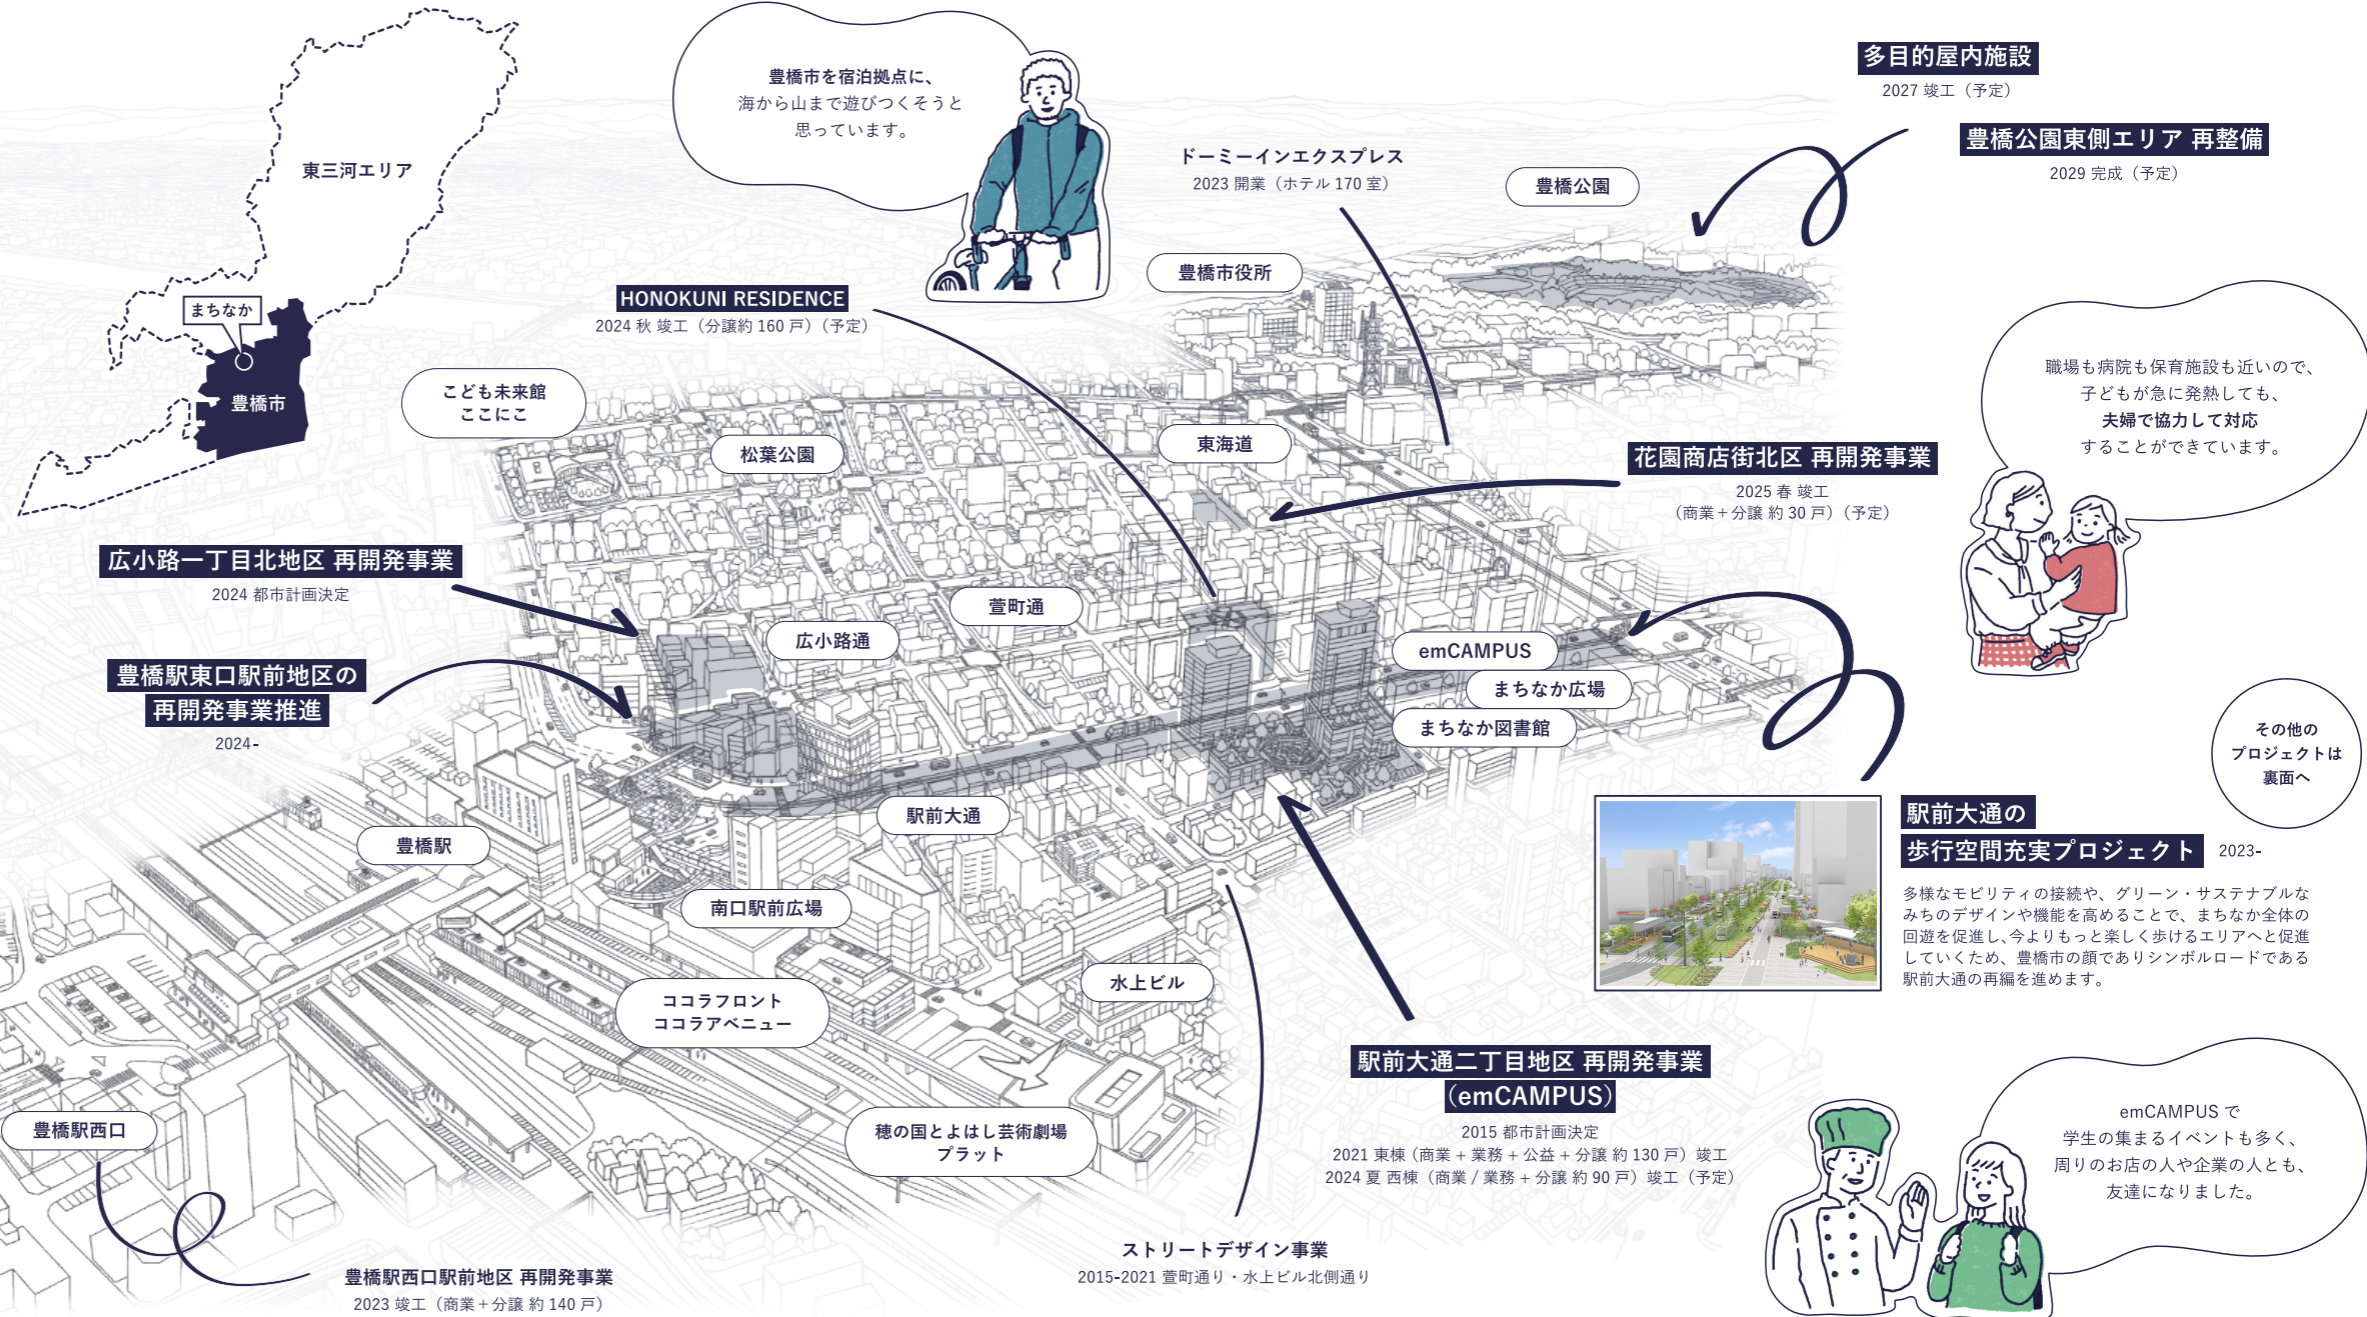 東三河エリア
まちなか
豊橋市
豊橋市を宿泊拠点に、
海から山まで遊びつくそうと
思っています。
多目的屋内施設
2027 竣工（予定）
豊橋公園東側エリア 再整備
2029 完成（予定）
ドーミーインエクスプレス
2023 開業（ホテル 170 室）
豊橋公園
豊橋市役所
HONOKUNI RESIDENCE
2024 秋 竣工（分譲約 160 戸）（予定）
こども未来館
ここにこ
松葉公園
東海道
職場も病院も保育施設も近いので、
子どもが急に発熱しても、
夫婦で協力して対応
することができています。
花園商店街北区 再開発事業
2025 春 竣工
（商業＋分譲 約 30 戸）（予定）
広小路一丁目北地区 再開発事業
2024 都市計画決定
萱町通
広小路通
豊橋駅東口駅前地区の
再開発事業推進
2024-
emCAMPUS
まちなか広場
まちなか図書館
その他の
プロジェクトは
裏面へ
豊橋駅
駅前大通
南口駅前広場
駅前大通の
歩行空間充実プロジェクト 2023-
多様なモビリティの接続や、グリーン・サステナブルな
みちのデザインや機能を高めることで、まちなか全体の
回遊を促進し、今よりもっと楽しく歩けるエリアへと促進
していくため、豊橋市の顔でありシンボルロードである
駅前大通の再編を進めます。
ココラフロント
ココラアベニュー
水上ビル
駅前大通二丁目地区 再開発事業
（emCAMPUS）
2015 都市計画決定
2021 東棟（商業 + 業務 + 公益 + 分譲 約 130 戸）竣工
2024 夏 西棟（商業 / 業務 + 分譲 約 90 戸）竣工（予定）
豊橋駅西口
穂の国とよはし芸術劇場
プラット
emCAMPUS で
学生の集まるイベントも多く、
周りのお店の人や企業の人とも、
友達になりました。
ストリートデザイン事業
2015-2021 萱町通り・水上ビル北側通り
豊橋駅西口駅前地区 再開発事業
2023 竣工（商業＋分譲 約 140 戸）